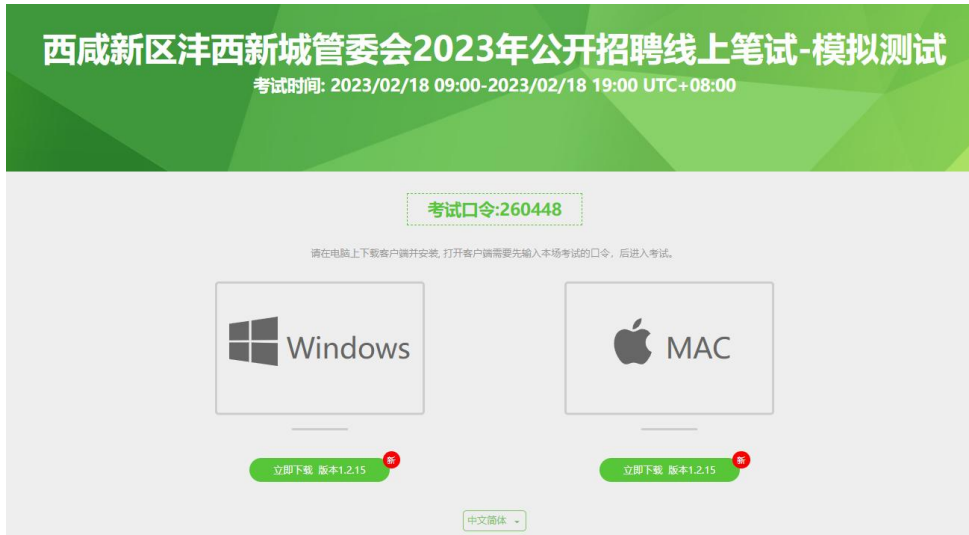 西咸新区沣西新城管委会2023年公开招聘线上笔试-模拟测试
考试时间: 2023/02/18 09:00-2023/02/18 19:00 UTC+08:00
考试口令:260448
请在电脑上下载客户端并安装, 打开客户端需要先输入本场考试的口令，后进入考试。
Windows
MAC
立即下载 版本1.2.15
新
立即下载 版本1.2.15
新
中文简体